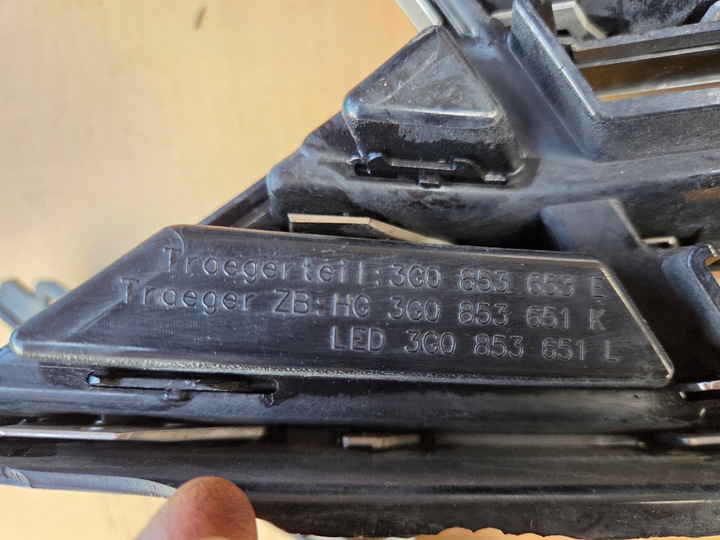 Traegerteil: 3G0 853 653 E
Traeger ZB: HG 3G0 853 651 K
LED 3G0 853 651 L